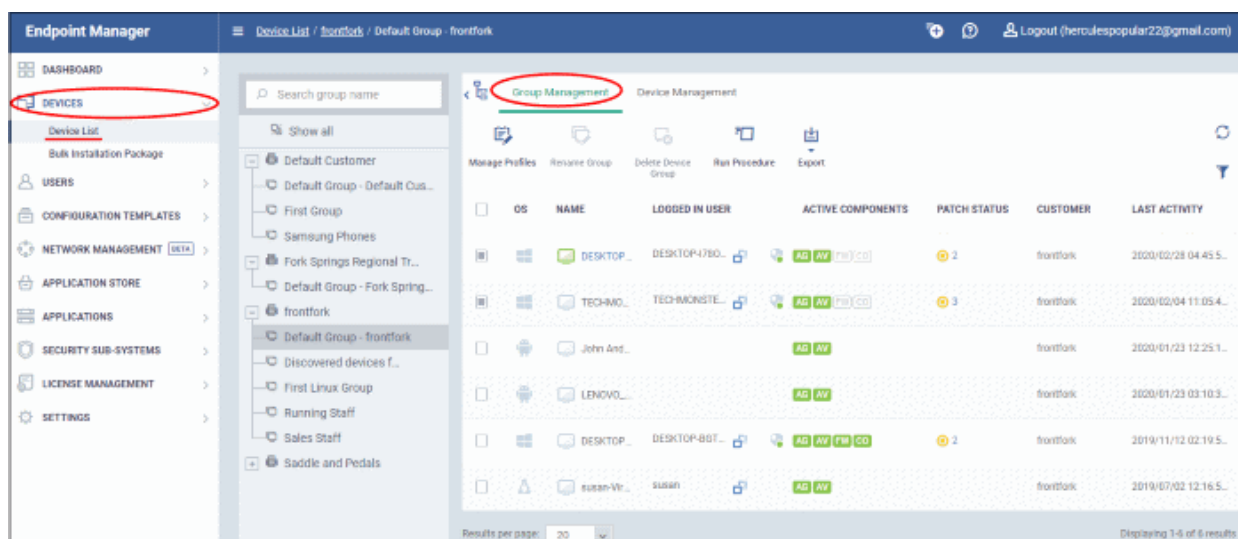 Endpoint Manager
Device List / frontfork / Default Group - frontfork
Logout (herculespopular22@gmail.com)
DASHBOARD
DEVICES
Device List
Bulk Installation Package
USERS
CONFIGURATION TEMPLATES
NETWORK MANAGEMENT BETA
APPLICATION STORE
APPLICATIONS
SECURITY SUB-SYSTEMS
LICENSE MANAGEMENT
SETTINGS
Search group name
Show all
Default Customer
Default Group - Default Cus...
First Group
Samsung Phones
Fork Springs Regional Tr...
Default Group - Fork Spring...
frontfork
Default Group - frontfork
Discovered devices f...
First Linux Group
Running Staff
Sales Staff
Saddle and Pedals
Group Management
Device Management
Manage Profiles
Rename Group
Delete Device Group
Run Procedure
Export
OS NAME LOGGED IN USER ACTIVE COMPONENTS PATCH STATUS CUSTOMER LAST ACTIVITY
DESKTOP... DESKTOP-I78O... AG AV FW CO 2 frontfork 2020/02/28 04:45:5...
TECHMO... TECHMONSTE... AG AV FW CO 3 frontfork 2020/02/04 11:05:4...
John And... AG AV frontfork 2020/01/23 12:25:1...
LENOVO_... AG AV frontfork 2020/01/23 03:10:3...
DESKTOP... DESKTOP-8GT... AG AV FW CO 2 frontfork 2019/11/12 02:19:5...
susan-Vir... susan AG AV frontfork 2019/07/02 12:16:5...
Results per page: 20
Displaying 1-6 of 6 results